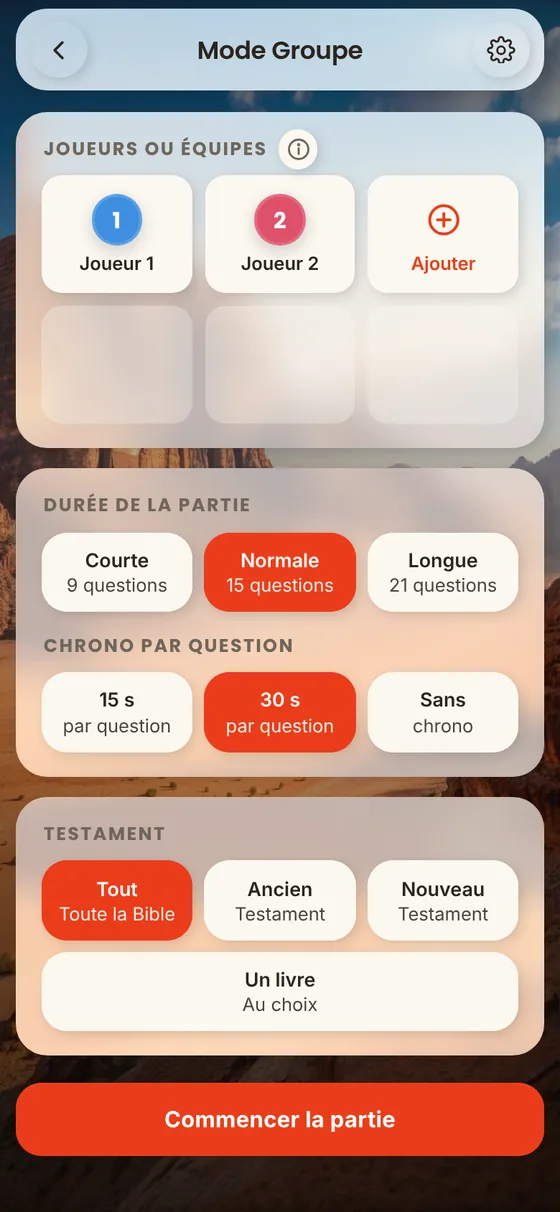 Mode Groupe
JOUEURS OU ÉQUIPES
1
2
Joueur 1
Joueur 2
Ajouter
DURÉE DE LA PARTIE
Courte
9 questions
Normale
15 questions
Longue
21 questions
CHRONO PAR QUESTION
15 s
par question
30 s
par question
Sans
chrono
TESTAMENT
Tout
Toute la Bible
Ancien
Testament
Nouveau
Testament
Un livre
Au choix
Commencer la partie